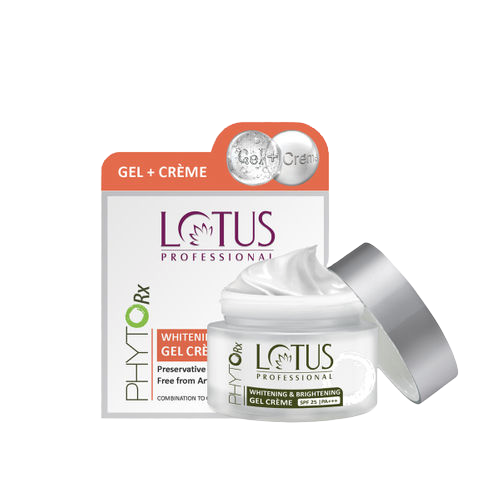 Gel + Crème
GEL + CRÈME
LOTUS
PROFESSIONAL
PHYTORx
WHITENIN
GEL CRÈ
Preservative
Free from Ar
COMBINATION TO
LOTUS
PROFESSIONAL
PHYTORx
WHITENING & BRIGHTENING
GEL CRÈME SPF 25 | PA+++